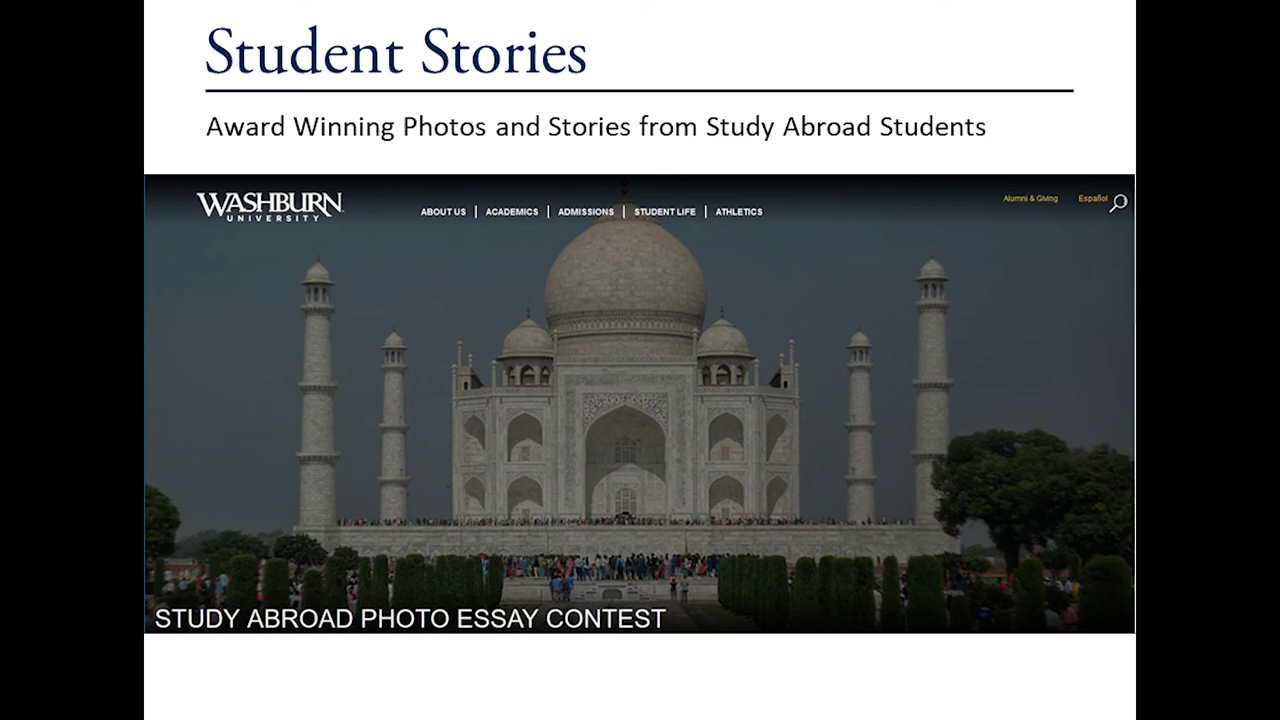 Student Stories
Award Winning Photos and Stories from Study Abroad Students
WASHBURN
UNIVERSITY
ABOUT US | ACADEMICS | ADMISSIONS | STUDENT LIFE | ATHLETICS
Alumni & Giving Español
STUDY ABROAD PHOTO ESSAY CONTEST